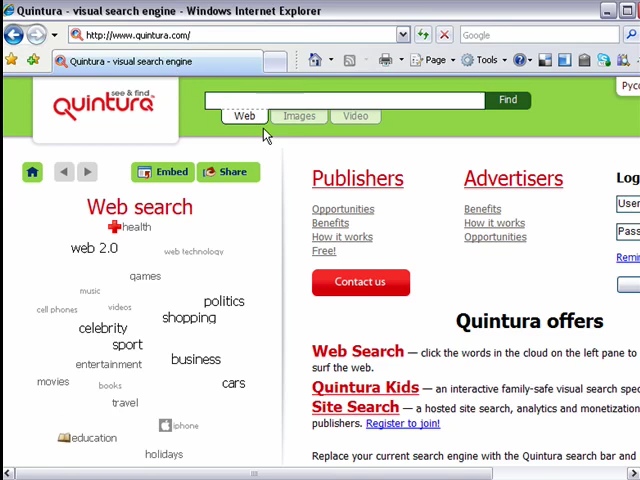 Quintura - visual search engine - Windows Internet Explorer
http://www.quintura.com/
Google
Quintura - visual search engine
Page
Tools
see & find
quintura
Find
Web
Images
Video
Embed
Share
Web search
health
web 2.0
web technology
games
music
politics
cell phones
videos
shopping
celebrity
sport
business
entertainment
movies
books
cars
travel
iphone
education
holidays
Publishers
Opportunities
Benefits
How it works
Free!
Contact us
Advertisers
Benefits
How it works
Opportunities
Log
User
Pass
Remi
Русс
Quintura offers
Web Search — click the words in the cloud on the left pane to
surf the web.
Quintura Kids — an interactive family-safe visual search spec
Site Search — a hosted site search, analytics and monetization
publishers. Register to join!
Replace your current search engine with the Quintura search bar and